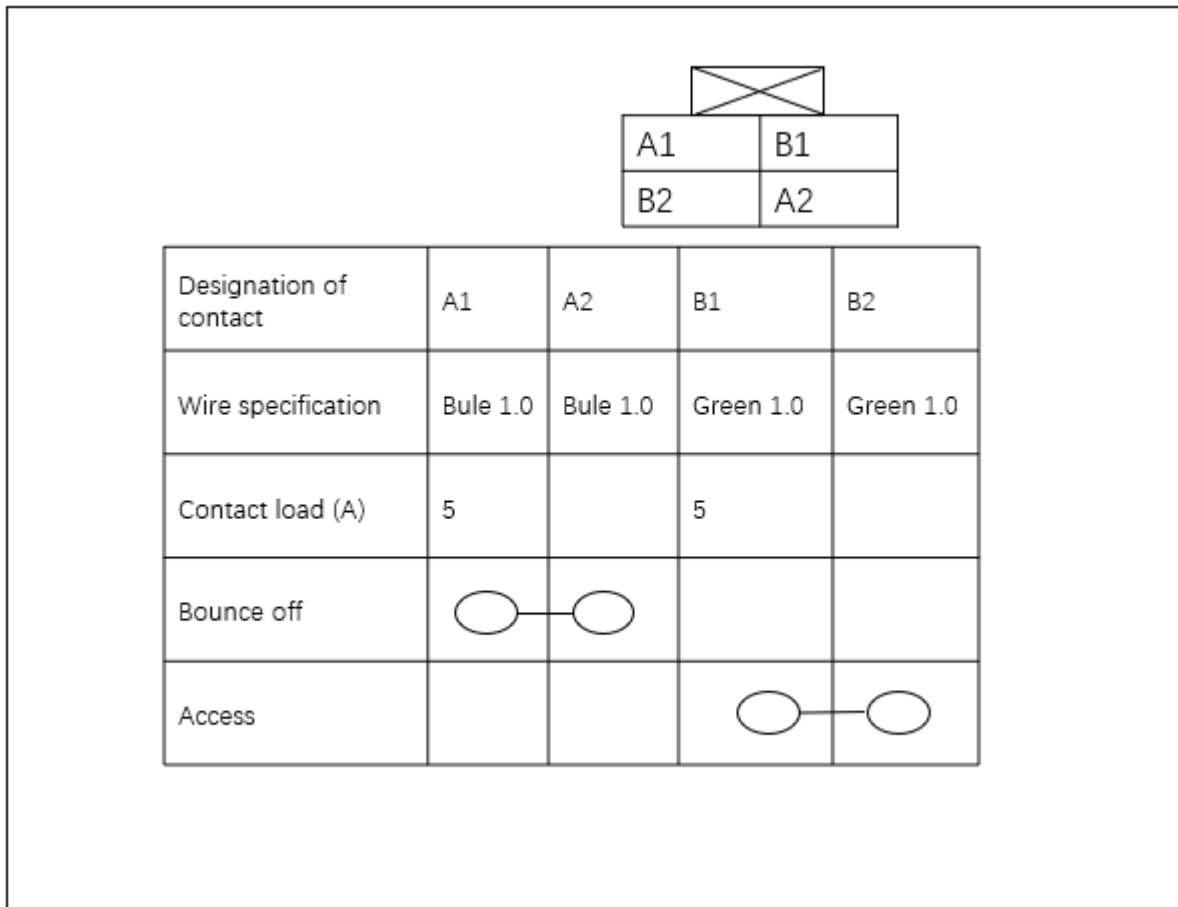 A1 B1
B2 A2
Designation of
contact
A1 A2 B1 B2
Wire specification Bule 1.0 Bule 1.0 Green 1.0 Green 1.0
Contact load (A) 5 5
Bounce off
Access